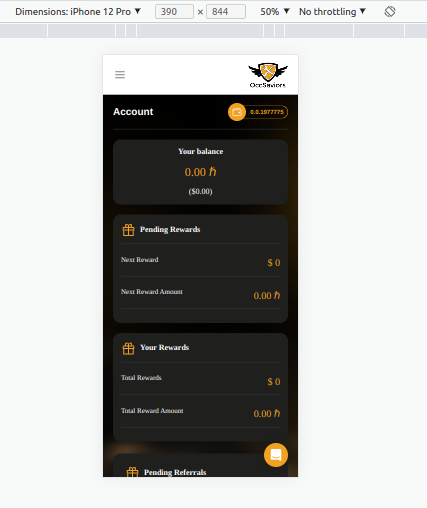 Dimensions: iPhone 12 Pro ▼ 390 × 844 50% ▼ No throttling ▼
OccSaviors
Account 0.0.1977775
Your balance
0.00 ℏ
($0.00)
Pending Rewards
Next Reward $ 0
Next Reward Amount 0.00 ℏ
Your Rewards
Total Rewards $ 0
Total Reward Amount 0.00 ℏ
Pending Referrals